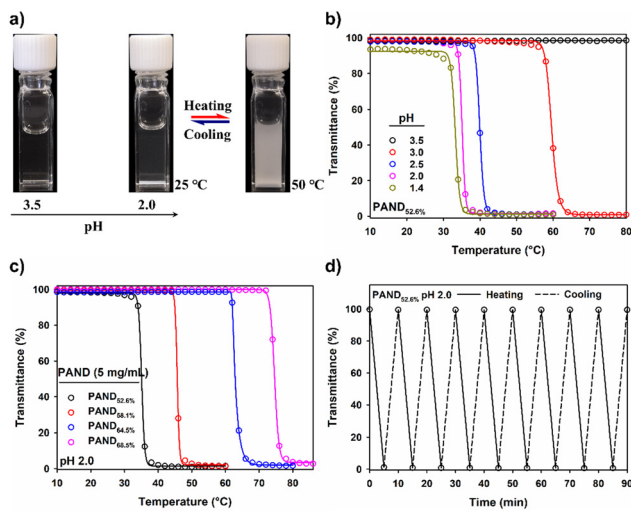 a)
Heating
Cooling
3.5
2.0
25 °C
50 °C
pH
b)
Transmittance (%)
100
80
60
40
20
0
pH
3.5
3.0
2.5
2.0
1.4
PAND52.6%
10 20 30 40 50 60 70 80
Temperature (°C)
c)
Transmittance (%)
100
80
60
40
20
0
PAND (5 mg/mL)
PAND52.6%
PAND58.1%
PAND64.5%
PAND68.5%
pH 2.0
10 20 30 40 50 60 70 80
Temperature (°C)
d)
Transmittance (%)
100
80
60
40
20
0
PAND52.6% pH 2.0 Heating Cooling
0 10 20 30 40 50 60 70 80 90
Time (min)